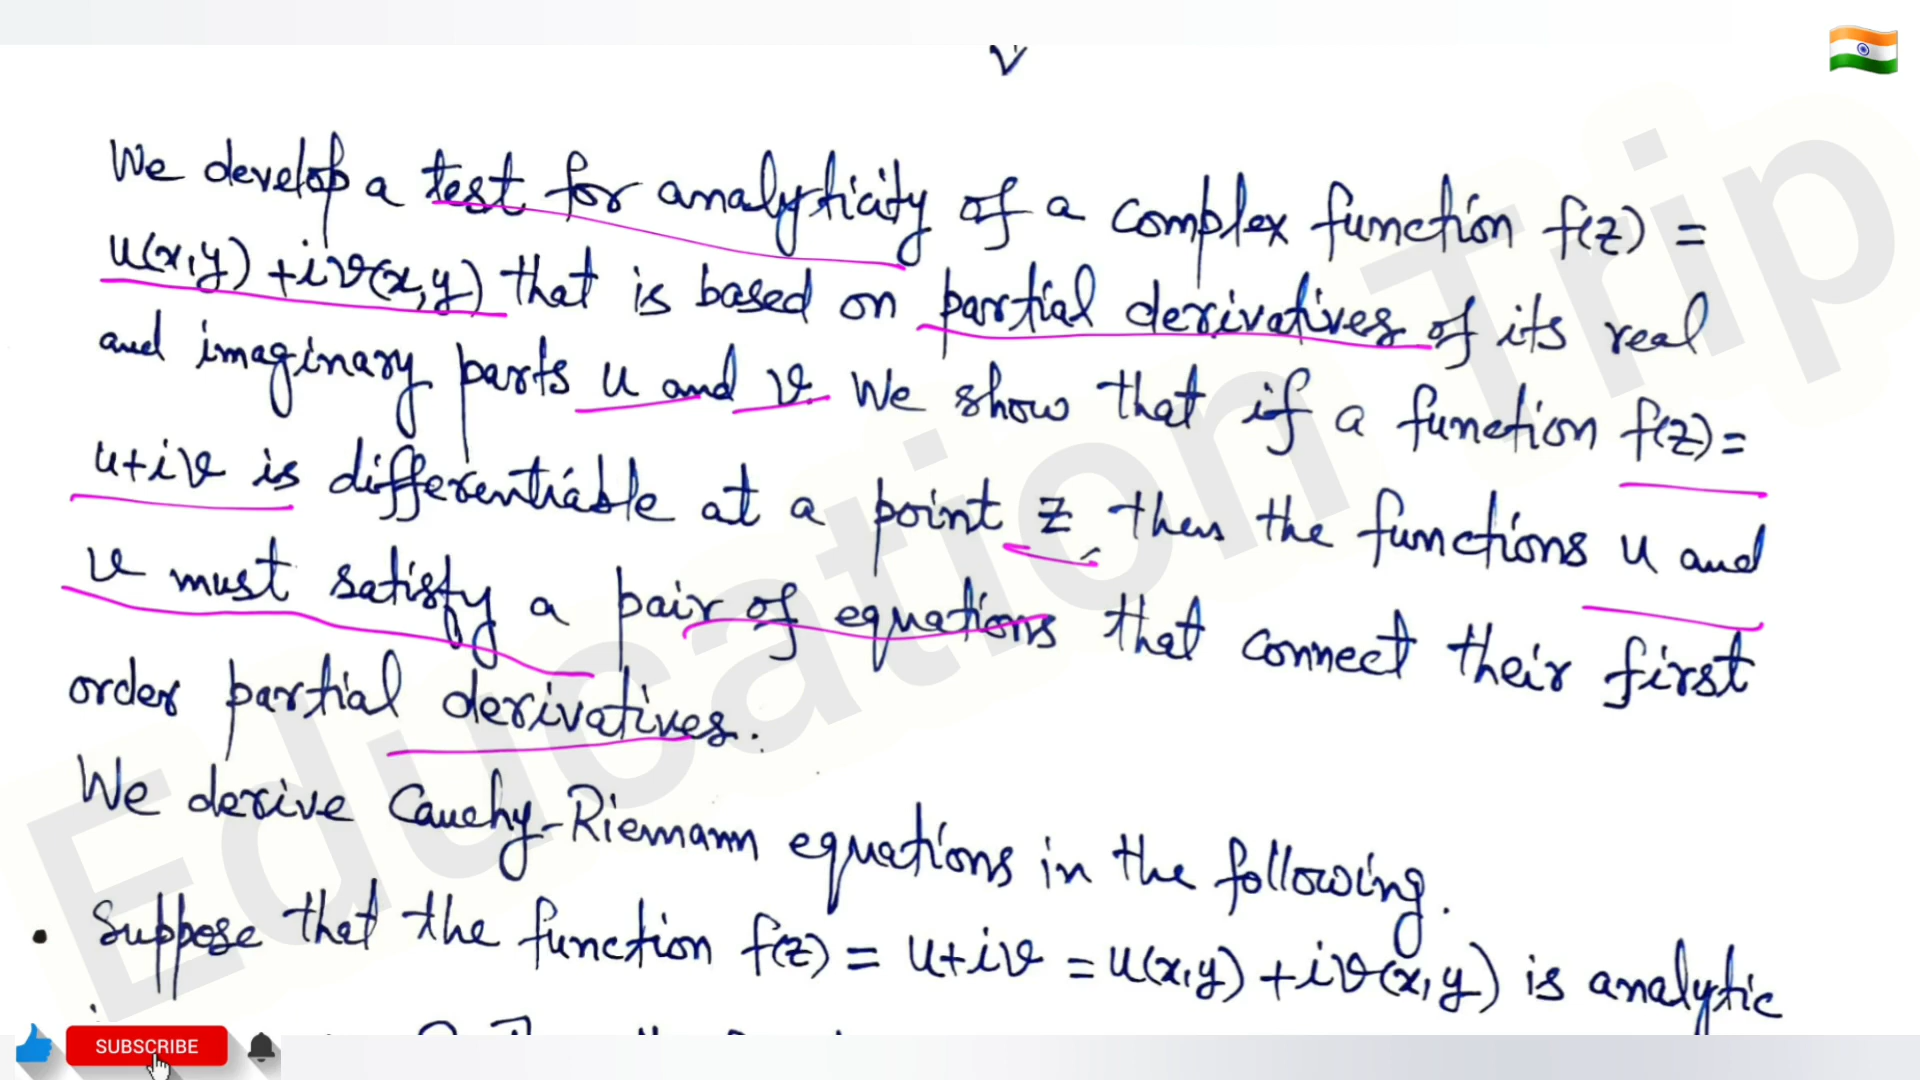 We develop a test for analyticity of a complex function f(z) =
u(x,y) + iv(x,y) that is based on partial derivatives of its real
and imaginary parts u and v. We show that if a function f(z) =
u+iv is differentiable at a point z then the functions u and
v must satisfy a pair of equations that connect their first
order partial derivatives.
We derive Cauchy-Riemann equations in the following.
• Suppose that the function f(z) = u+iv = u(x,y) + iv(x,y) is analytic
SUBSCRIBE
Education Trip